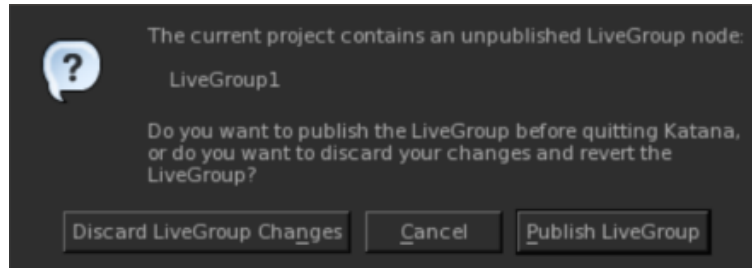 The current project contains an unpublished LiveGroup node:
LiveGroup1
Do you want to publish the LiveGroup before quitting Katana,
or do you want to discard your changes and revert the
LiveGroup?
Discard LiveGroup Changes Cancel Publish LiveGroup